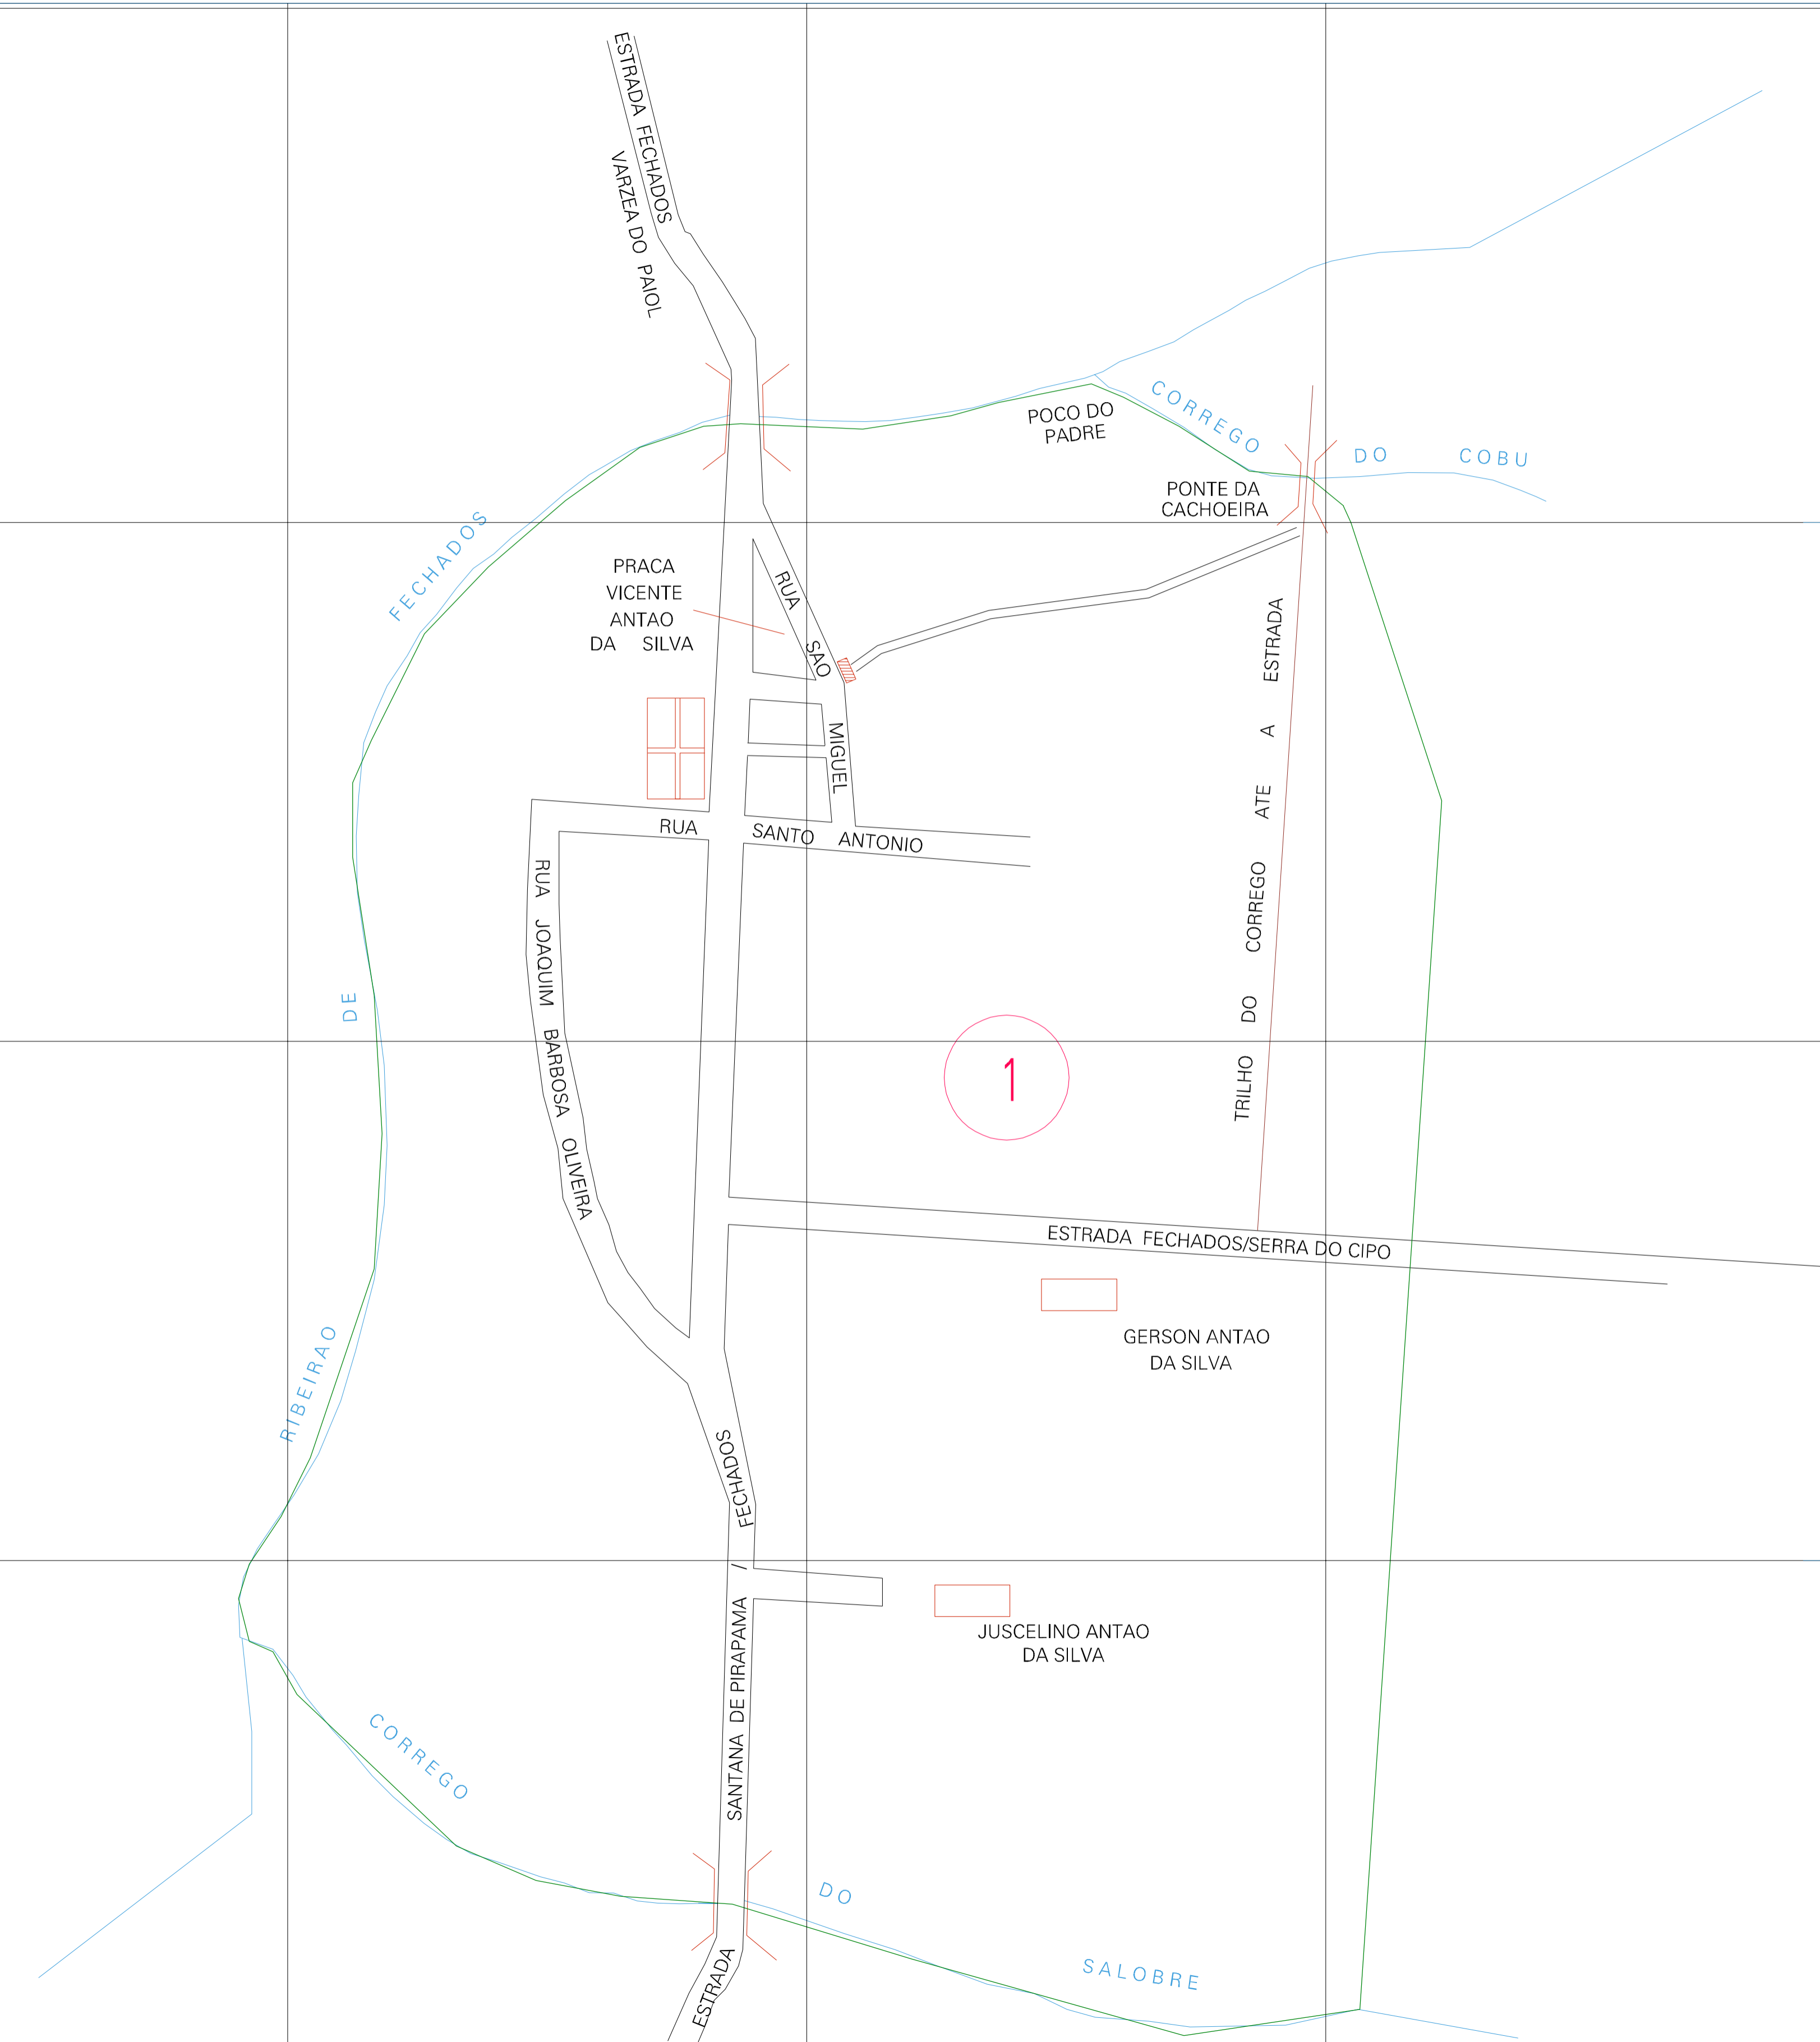 ESTRADA FECHADOS
VARZEA DO PAIOL
CORREGO DO COBU
POCO DO
PADRE
PONTE DA
CACHOEIRA
RIBEIRAO DE FECHADOS
PRACA
VICENTE
ANTAO
DA SILVA
RUA SAO MIGUEL
RUA SANTO ANTONIO
RUA JOAQUIM BARBOSA OLIVEIRA
TRILHO DO CORREGO ATE A ESTRADA
1
ESTRADA FECHADOS/SERRA DO CIPO
GERSON ANTAO
DA SILVA
ESTRADA SANTANA DE PIRAPAMA / FECHADOS
JUSCELINO ANTAO
DA SILVA
CORREGO DO SALOBRE